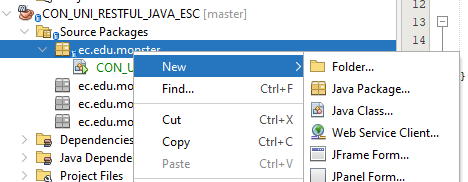 CON_UNI_RESTFUL_JAVA_ESC [master]
Source Packages
ec.edu.monster
CON_U
ec.edu.mo
ec.edu.mo
ec.edu.mo
Dependencies
Java Depende
Project Files
New
Find... Ctrl+F
Cut Ctrl+X
Copy Ctrl+C
Paste Ctrl+V
Folder...
Java Package...
Java Class...
Web Service Client...
JFrame Form...
JPanel Form...
12
13
14
}